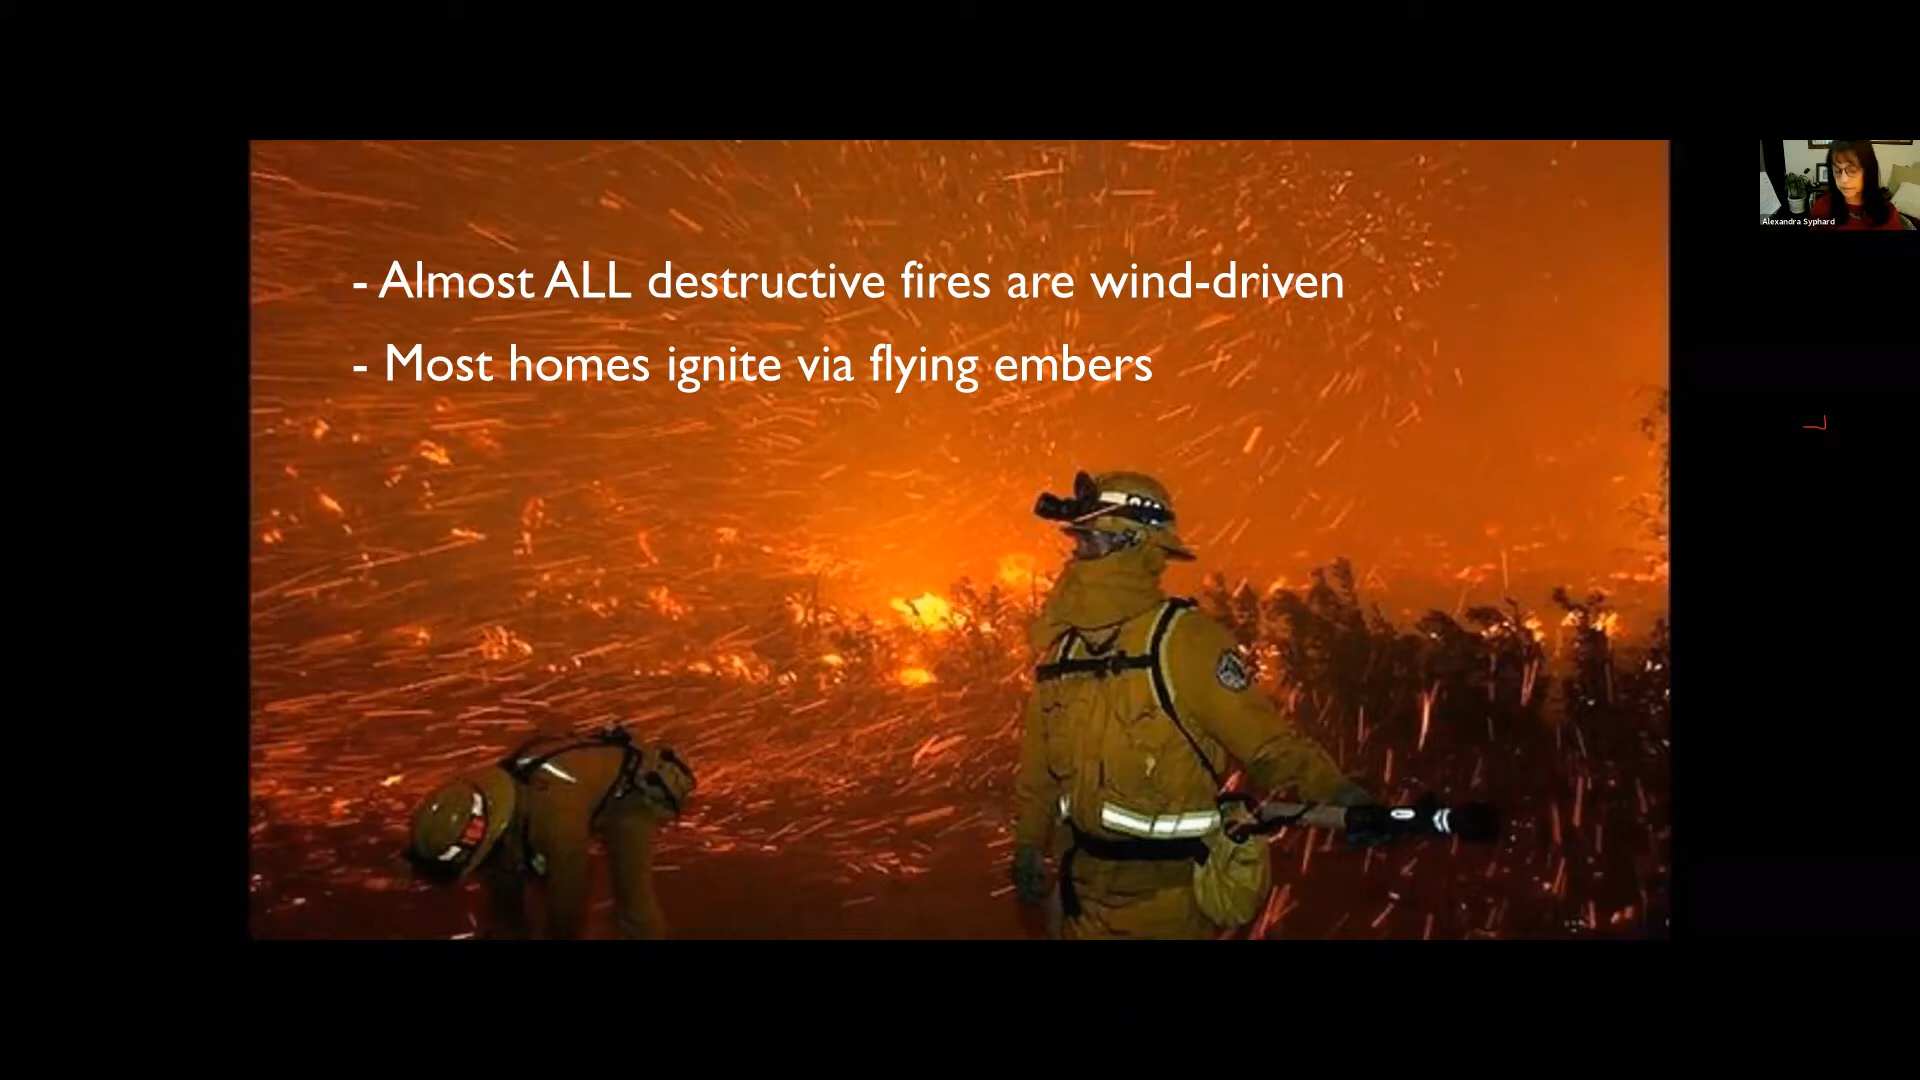 - Almost ALL destructive fires are wind-driven
- Most homes ignite via flying embers
Alexandra Syphard